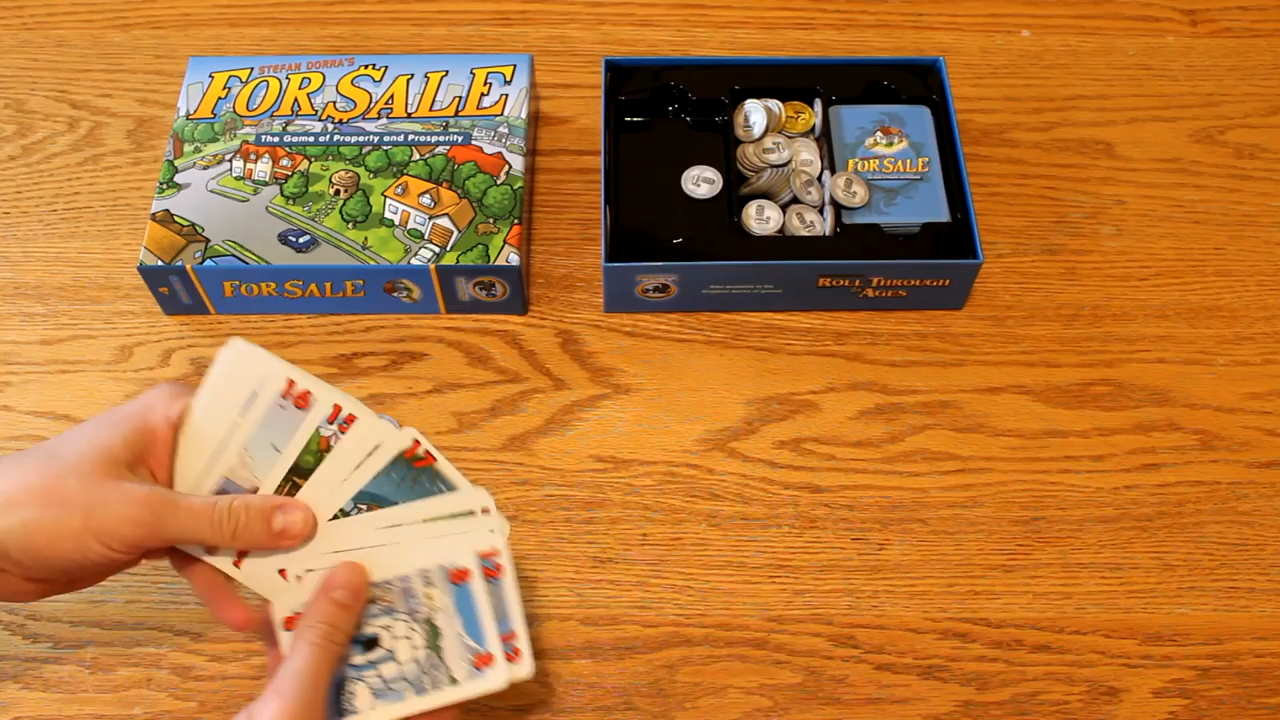 STEFAN DORRA'S
FOR SALE
The Game of Property and Prosperity
FOR SALE
FOR SALE
ROLL THROUGH
the AGES
16
15
17